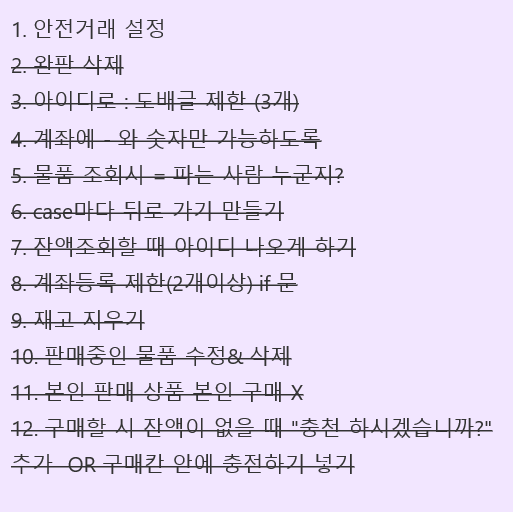 1. 안전거래 설정
2. 완판 삭제
3. 아이디로 : 도배글 제한 (3개)
4. 계좌에 - 와 숫자만 가능하도록
5. 물품 조회시 = 파는 사람 누군지?
6. case마다 뒤로 가기 만들기
7. 잔액조회할 때 아이디 나오게 하기
8. 계좌등록 제한(2개이상) if 문
9. 재고 지우기
10. 판매중인 물품 수정& 삭제
11. 본인 판매 상품 본인 구매 X
12. 구매할 시 잔액이 없을 때 "충천 하시겠습니까?"
추가  OR 구매칸 안에 충전하기 넣기